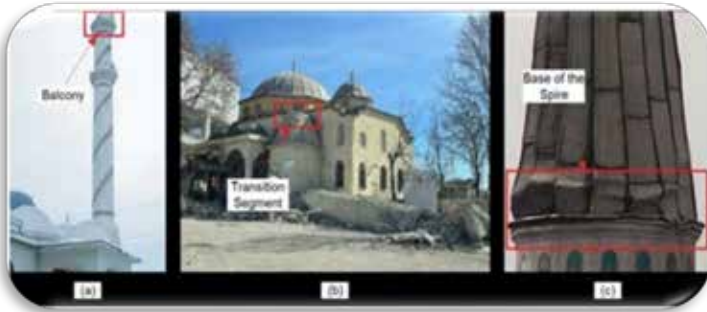 Balcony
Transition
Segment
Base of the
Spire
(a)
(b)
(c)